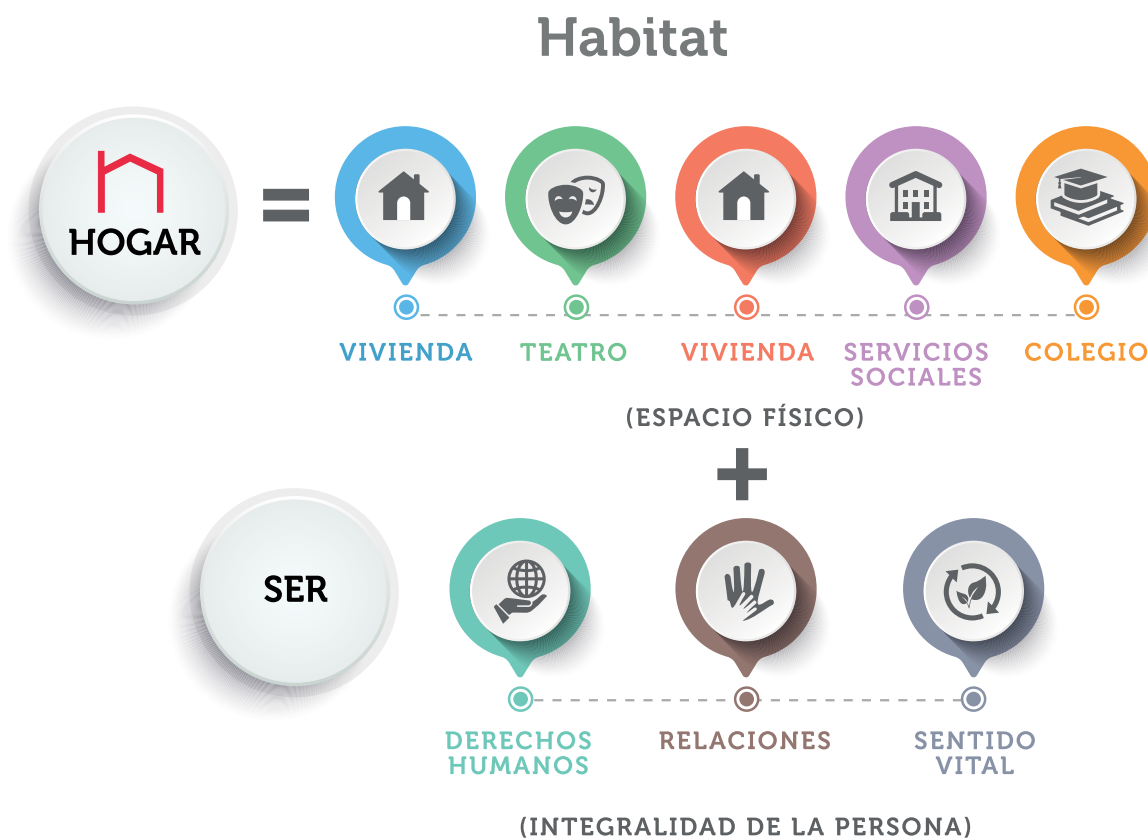 Habitat
HOGAR
=
VIVIENDA
TEATRO
VIVIENDA
SERVICIOS
SOCIALES
COLEGIO
(ESPACIO FÍSICO)
+
SER
DERECHOS
HUMANOS
RELACIONES
SENTIDO
VITAL
(INTEGRALIDAD DE LA PERSONA)